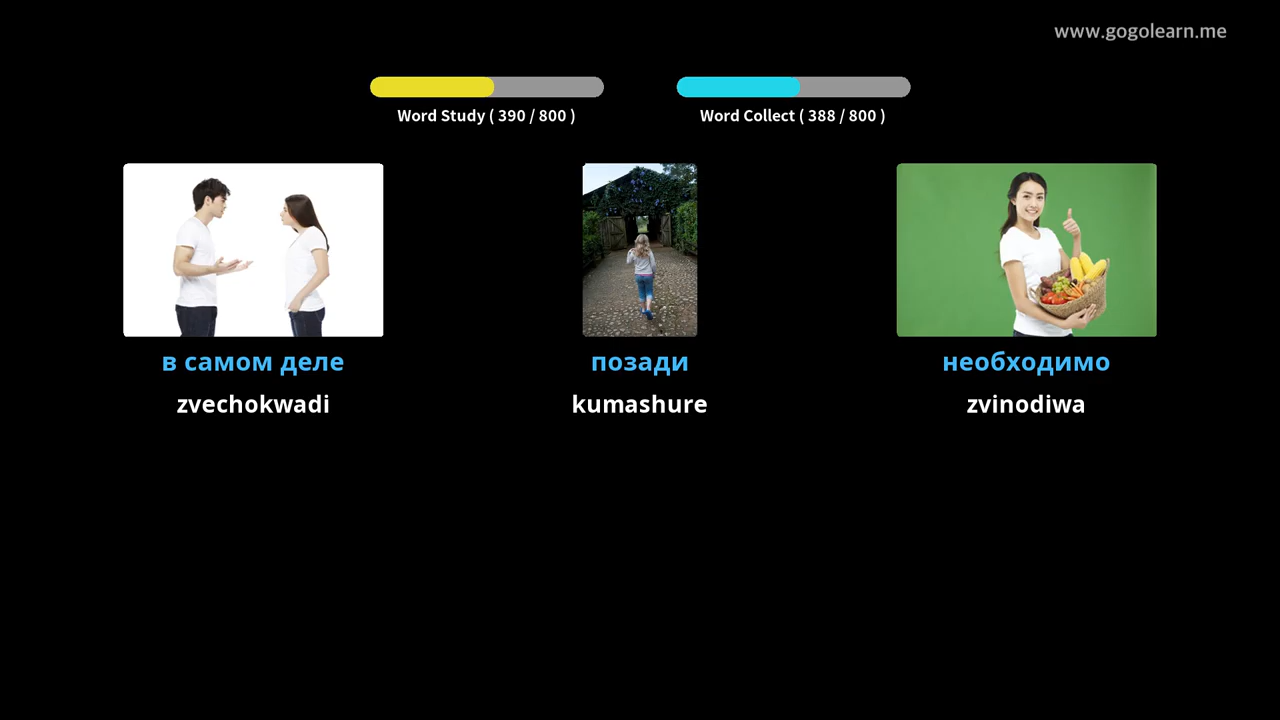 www.gogolearn.me
Word Study ( 390 / 800 )
Word Collect ( 388 / 800 )
в самом деле
zvechokwadi
позади
kumashure
необходимо
zvinodiwa